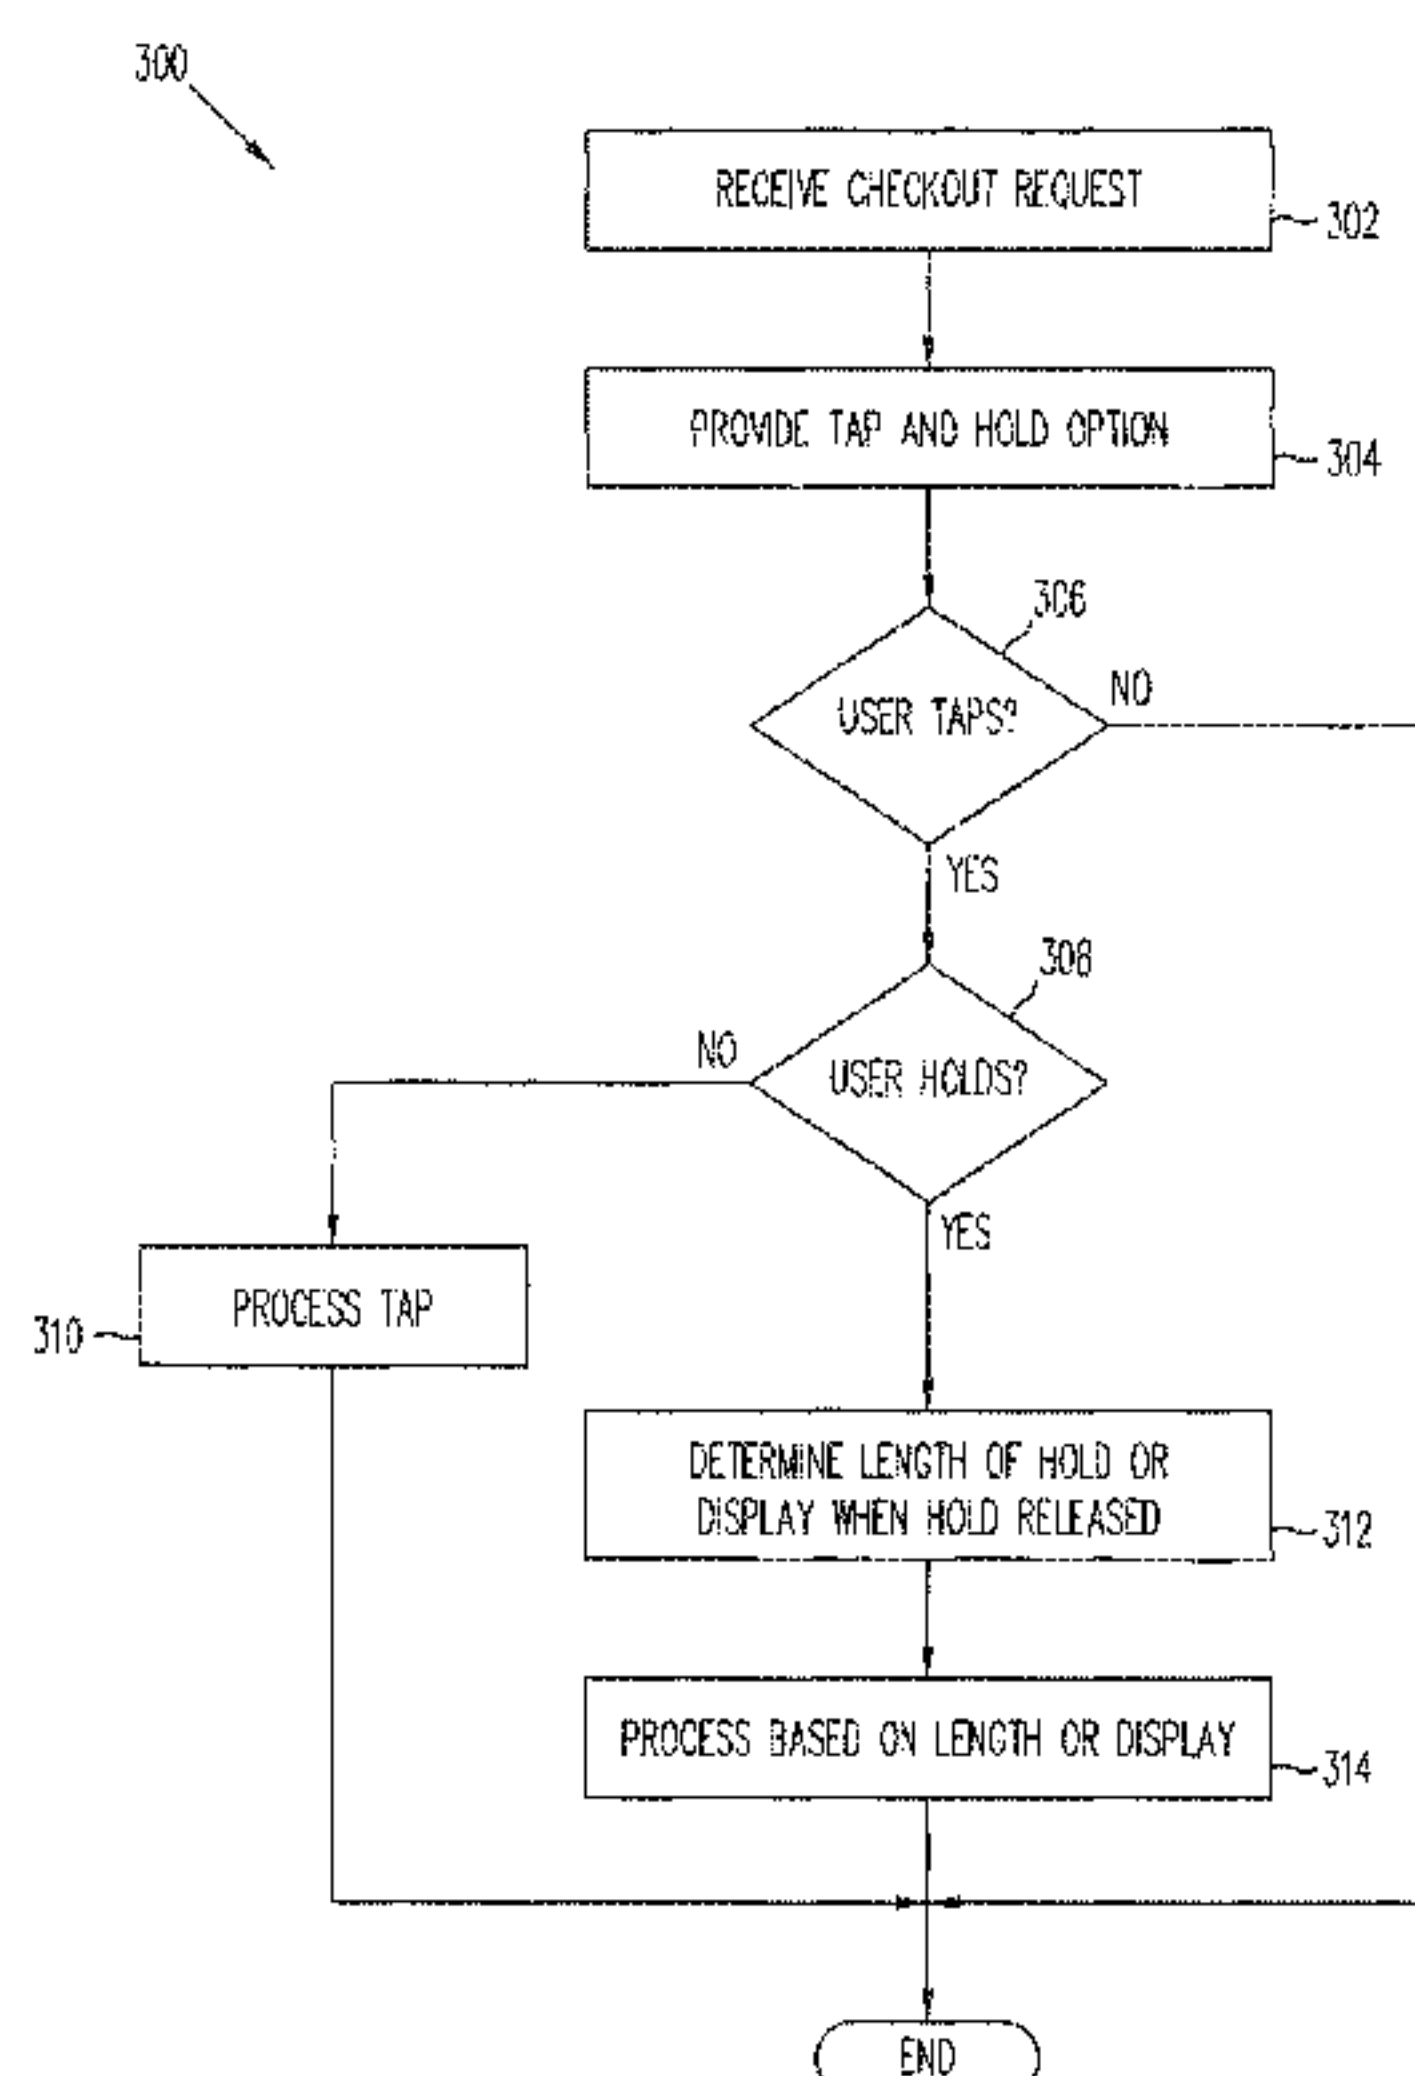 300
RECEIVE CHECKOUT REQUEST
302
PROVIDE TAP AND HOLD OPTION
304
306
USER TAPS?
NO
YES
308
NO
USER HOLDS?
YES
PROCESS TAP
310
DETERMINE LENGTH OF HOLD OR
DISPLAY WHEN HOLD RELEASED
312
PROCESS BASED ON LENGTH OR DISPLAY
314
END